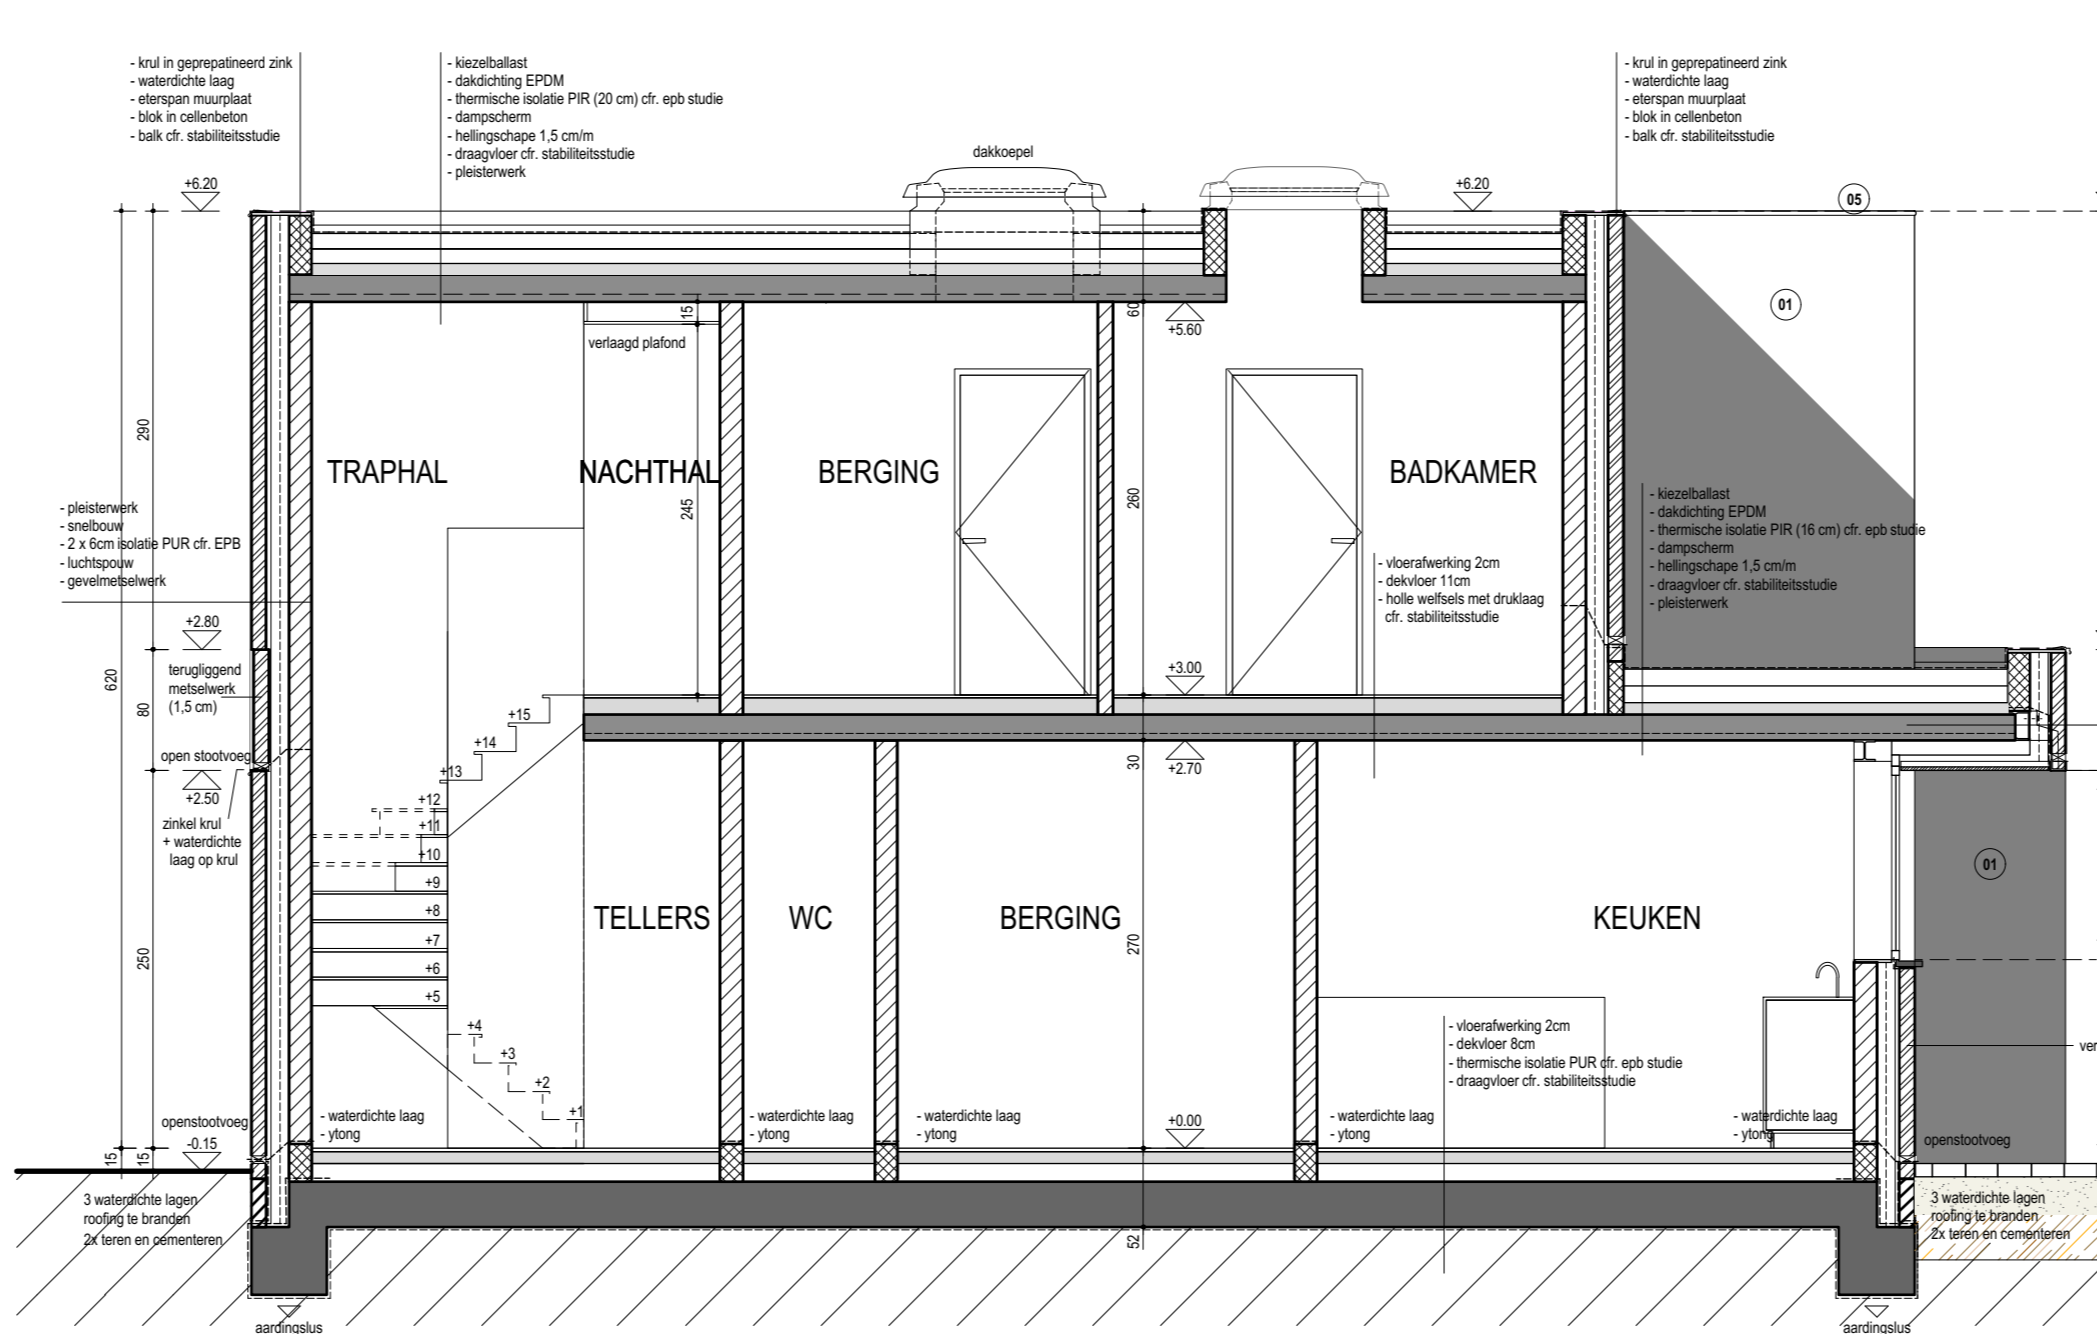 - krul in geprepatineerd zink
- waterdichte laag
- eterspan muurplaat
- blok in cellenbeton
- balk cfr. stabiliteitsstudie
- kiezelballast
- dakdichting EPDM
- thermische isolatie PIR (20 cm) cfr. epb studie
- dampscherm
- hellingschape 1,5 cm/m
- draagvloer cfr. stabiliteitsstudie
- pleisterwerk
dakkoepel
- krul in geprepatineerd zink
- waterdichte laag
- eterspan muurplaat
- blok in cellenbeton
- balk cfr. stabiliteitsstudie
+6.20
+6.20
05
01
15
60
+5.60
verlaagd plafond
290
TRAPHAL
NACHTHAL
BERGING
BADKAMER
245
260
- pleisterwerk
- snelbouw
- 2 x 6cm isolatie PUR cfr. EPB
- luchtspouw
- gevelmetselwerk
- kiezelballast
- dakdichting EPDM
- thermische isolatie PIR (16 cm) cfr. epb studie
- dampscherm
- hellingschape 1,5 cm/m
- draagvloer cfr. stabiliteitsstudie
- pleisterwerk
- vloerafwerking 2cm
- dekvloer 11cm
- holle welfsels met druklaag
cfr. stabiliteitsstudie
+2.80
620
80
terugliggend
metselwerk
(1,5 cm)
+3.00
+15
+14
+13
+12
+11
+10
+9
+8
+7
+6
+5
+4
+3
+2
+1
open stootvoeg
+2.50
30
+2.70
zinkel krul
+ waterdichte
laag op krul
01
250
TELLERS
WC
BERGING
KEUKEN
270
- vloerafwerking 2cm
- dekvloer 8cm
- thermische isolatie PUR cfr. epb studie
- draagvloer cfr. stabiliteitsstudie
ver
openstootvoeg
-0.15
15
15
- waterdichte laag
- ytong
- waterdichte laag
- ytong
- waterdichte laag
- ytong
+0.00
- waterdichte laag
- ytong
- waterdichte laag
- ytong
openstootvoeg
3 waterdichte lagen
roofing te branden
2x teren en cementeren
52
3 waterdichte lagen
roofing te branden
2x teren en cementeren
aardingslus
aardingslus